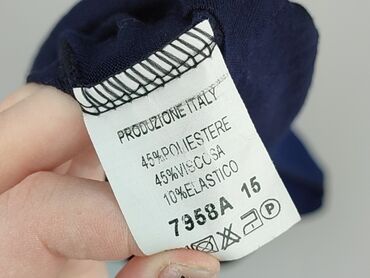 PRODUZIONE ITALY
45%POLIESTERE
45%VISCOSA
10%ELASTICO
7958A 15
P